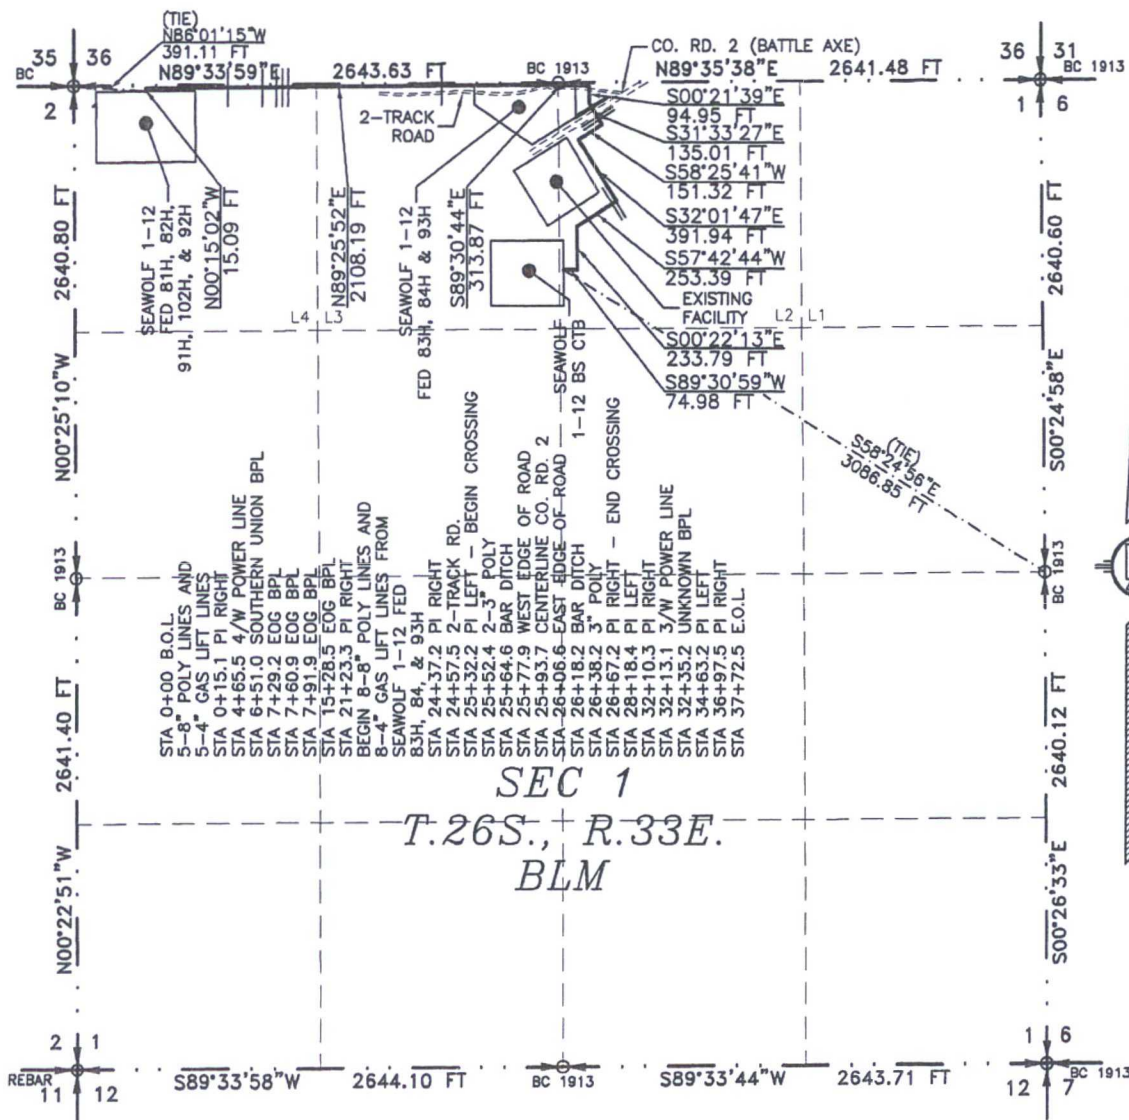 (TIE)
N86°01'15"W
391.11 FT
35 36
BC
2
N89°33'59"E 2643.63 FT
BC 1913
CO. RD. 2 (BATTLE AXE)
N89°35'38"E 2641.48 FT
36 31
BC 1913
1 6
2-TRACK
ROAD
S00°21'39"E
94.95 FT
S31°33'27"E
135.01 FT
S58°25'41"W
151.32 FT
S32°01'47"E
391.94 FT
S57°42'44"W
253.39 FT
EXISTING
FACILITY
S00°22'13"E
233.79 FT
S89°30'59"W
74.98 FT
SEAWOLF 1-12
FED 81H, 82H,
91H, 102H, & 92H
N00°15'02"W
15.09 FT
N89°25'52"E
2108.19 FT
SEAWOLF 1-12
FED 83H, 84H & 93H
S89°30'44"E
313.87 FT
SEAWOLF
1-12 BS CTB
L4 L3
L2 L1
(TIE)
S58°24'56"E
3086.85 FT
N00°25'10"W 2640.80 FT
S00°24'58"E 2640.60 FT
BC 1913
BC 1913
STA 0+00 B.O.L.
5-8" POLY LINES AND
5-4" GAS LIFT LINES
STA 0+15.1 PI RIGHT
STA 4+65.5 4/W POWER LINE
STA 6+51.0 SOUTHERN UNION BPL
STA 7+29.2 EOG BPL
STA 7+60.9 EOG BPL
STA 7+91.9 EOG BPL
STA 15+28.5 EOG BPL
STA 21+23.3 PI RIGHT
BEGIN 8-8" POLY LINES AND
8-4" GAS LIFT LINES FROM
SEAWOLF 1-12 FED
83H, 84, & 93H
STA 24+37.2 PI RIGHT
STA 24+57.5 2-TRACK RD.
STA 25+32.2 PI LEFT - BEGIN CROSSING
STA 25+52.4 2-3" POLY
STA 25+64.6 BAR DITCH
STA 25+77.9 WEST EDGE OF ROAD
STA 25+93.7 CENTERLINE CO. RD. 2
STA 26+06.6 EAST EDGE OF ROAD
STA 26+18.2 BAR DITCH
STA 26+38.2 3" POLY
STA 26+67.2 PI RIGHT - END CROSSING
STA 28+18.4 PI LEFT
STA 32+10.3 PI RIGHT
STA 32+13.1 3/W POWER LINE
STA 32+35.2 UNKNOWN BPL
STA 34+63.2 PI LEFT
STA 36+97.5 PI RIGHT
STA 37+72.5 E.O.L.
SEC 1
T.26S., R.33E.
BLM
N00°22'51"W 2641.40 FT
S00°26'33"E 2640.12 FT
2 1
REBAR
11 12
S89°33'58"W 2644.10 FT
BC 1913
S89°33'44"W 2643.71 FT
1 6
BC 1913
12 7